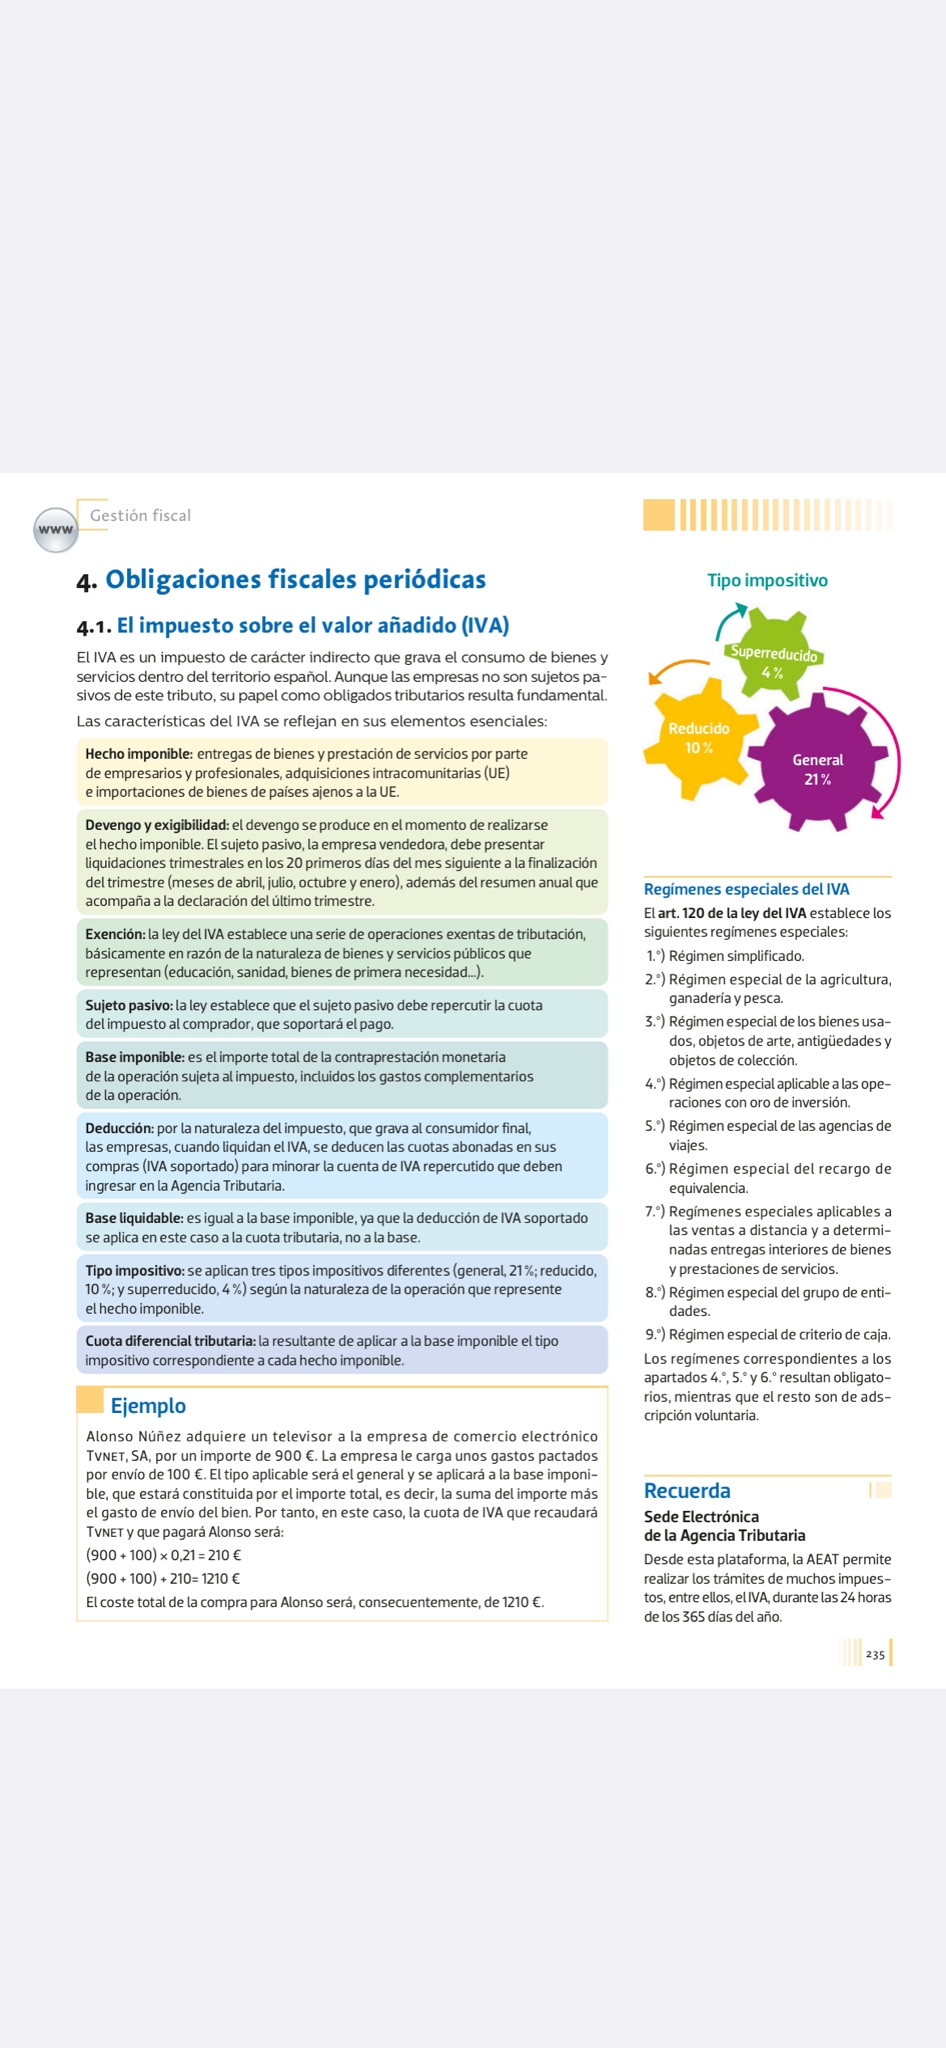 www
Gestión fiscal
4. Obligaciones fiscales periódicas
4.1. El impuesto sobre el valor añadido (IVA)
El IVA es un impuesto de carácter indirecto que grava el consumo de bienes y
servicios dentro del territorio español. Aunque las empresas no son sujetos pa-
sivos de este tributo, su papel como obligados tributarios resulta fundamental.
Las características del IVA se reflejan en sus elementos esenciales:
Hecho imponible: entregas de bienes y prestación de servicios por parte
de empresarios y profesionales, adquisiciones intracomunitarias (UE)
e importaciones de bienes de países ajenos a la UE.
Devengo y exigibilidad: el devengo se produce en el momento de realizarse
el hecho imponible. El sujeto pasivo, la empresa vendedora, debe presentar
liquidaciones trimestrales en los 20 primeros días del mes siguiente a la finalización
del trimestre (meses de abril, julio, octubre y enero), además del resumen anual que
acompaña a la declaración del último trimestre.
Exención: la ley del IVA establece una serie de operaciones exentas de tributación,
básicamente en razón de la naturaleza de bienes y servicios públicos que
representan (educación, sanidad, bienes de primera necesidad...).
Sujeto pasivo: la ley establece que el sujeto pasivo debe repercutir la cuota
del impuesto al comprador, que soportará el pago.
Base imponible: es el importe total de la contraprestación monetaria
de la operación sujeta al impuesto, incluidos los gastos complementarios
de la operación.
Deducción: por la naturaleza del impuesto, que grava al consumidor final,
las empresas, cuando liquidan el IVA, se deducen las cuotas abonadas en sus
compras (IVA soportado) para minorar la cuenta de IVA repercutido que deben
ingresar en la Agencia Tributaria.
Base liquidable: es igual a la base imponible, ya que la deducción de IVA soportado
se aplica en este caso a la cuota tributaria, no a la base.
Tipo impositivo: se aplican tres tipos impositivos diferentes (general, 21 %; reducido,
10 %; y superreducido, 4 %) según la naturaleza de la operación que represente
el hecho imponible.
Cuota diferencial tributaria: la resultante de aplicar a la base imponible el tipo
impositivo correspondiente a cada hecho imponible.
Ejemplo
Alonso Núñez adquiere un televisor a la empresa de comercio electrónico
TVNET, SA, por un importe de 900 €. La empresa le carga unos gastos pactados
por envío de 100 €. El tipo aplicable será el general y se aplicará a la base imponi-
ble, que estará constituida por el importe total, es decir, la suma del importe más
el gasto de envío del bien. Por tanto, en este caso, la cuota de IVA que recaudará
TVNET y que pagará Alonso será:
(900 + 100) × 0,21 = 210 €
(900 + 100) + 210= 1210 €
El coste total de la compra para Alonso será, consecuentemente, de 1210 €.
Tipo impositivo
Superreducido
4 %
Reducido
10 %
General
21 %
Regímenes especiales del IVA
El art. 120 de la ley del IVA establece los
siguientes regímenes especiales:
1.°) Régimen simplificado.
2.°) Régimen especial de la agricultura,
ganadería y pesca.
3.°) Régimen especial de los bienes usa-
dos, objetos de arte, antigüedades y
objetos de colección.
4.°) Régimen especial aplicable a las ope-
raciones con oro de inversión.
5.°) Régimen especial de las agencias de
viajes.
6.°) Régimen especial del recargo de
equivalencia.
7.°) Regímenes especiales aplicables a
las ventas a distancia y a determi-
nadas entregas interiores de bienes
y prestaciones de servicios.
8.°) Régimen especial del grupo de enti-
dades.
9.°) Régimen especial de criterio de caja.
Los regímenes correspondientes a los
apartados 4.°, 5.° y 6.° resultan obligato-
rios, mientras que el resto son de ads-
cripción voluntaria.
Recuerda
Sede Electrónica
de la Agencia Tributaria
Desde esta plataforma, la AEAT permite
realizar los trámites de muchos impues-
tos, entre ellos, el IVA, durante las 24 horas
de los 365 días del año.
235